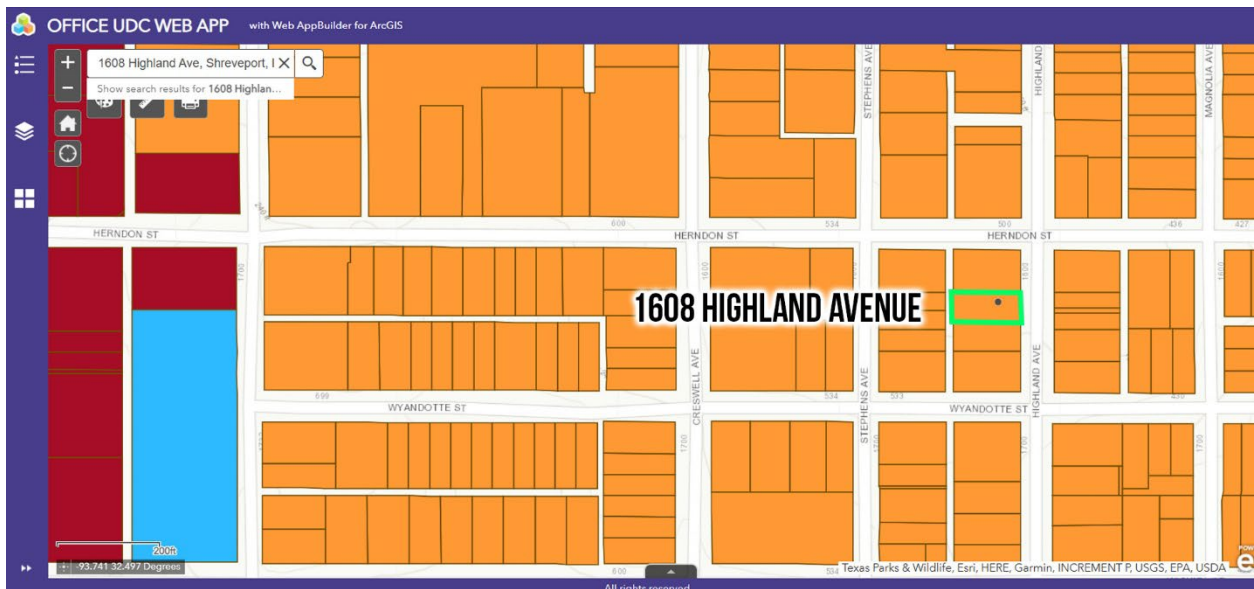 OFFICE UDC WEB APP with Web AppBuilder for ArcGIS
+
1608 Highland Ave, Shreveport, l
Show search results for 1608 Highlan...
−
STEPHENS AVE
HIGHLAND
MAGNOLIA AVE
600
534
500
436
427
HERNDON ST
HERNDON ST
HERNDON ST
1700
1600
1600
1608 HIGHLAND AVENUE
CRESWELL AVE
STEPHENS AVE
HIGHLAND AVE
699
534
533
430
WYANDOTTE ST
WYANDOTTE ST
1700
1700
1700
1700
200ft
-93.741 32.497 Degrees
600
534
Texas Parks & Wildlife, Esri, HERE, Garmin, INCREMENT P, USGS, EPA, USDA
All rights reserved